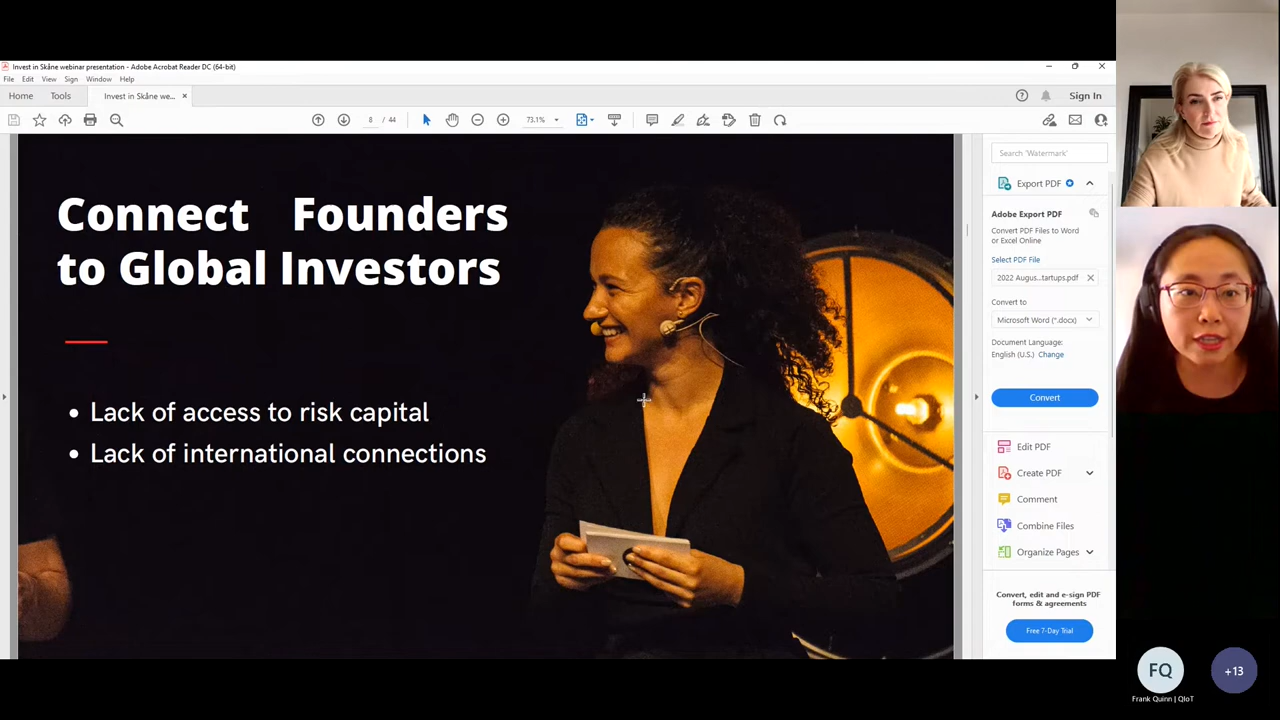 Invest in Skåne webinar presentation - Adobe Acrobat Reader DC (64-bit)
File Edit View Sign Window Help
Home Tools Invest in Skåne we... × Sign In
8 / 44 73.1%
Connect Founders
to Global Investors
• Lack of access to risk capital
• Lack of international connections
Search 'Watermark'
Export PDF
Adobe Export PDF
Convert PDF Files to Word
or Excel Online
Select PDF File
2022 Augus...tartups.pdf
Convert to
Microsoft Word (*.docx)
Document Language:
English (U.S.) Change
Convert
Edit PDF
Create PDF
Comment
Combine Files
Organize Pages
Convert, edit and e-sign PDF
forms & agreements
Free 7-Day Trial
FQ
+13
Frank Quinn | QIoT